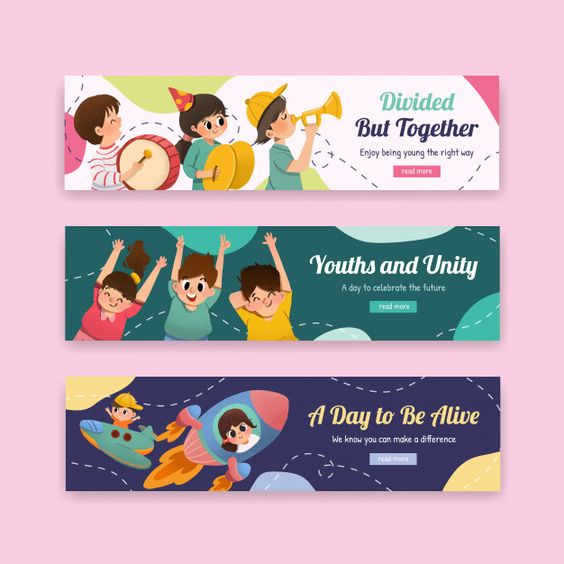 Divided
But Together
Enjoy being young the right way
read more
Youths and Unity
A day to celebrate the future
read more
A Day to Be Alive
We know you can make a difference
read more